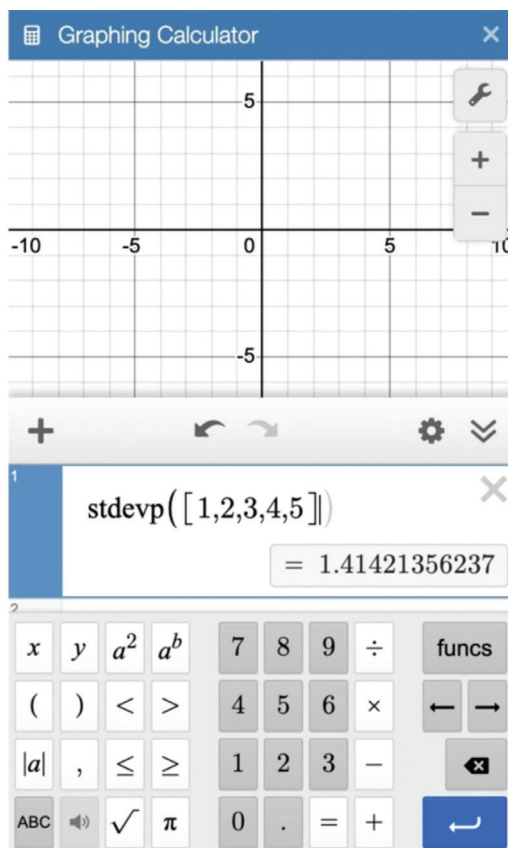 Graphing Calculator ×
5
-10 -5 0 5 10
-5
1
stdevp([1,2,3,4,5])
= 1.41421356237
2
x y a² aᵇ 7 8 9 ÷ funcs
( ) < > 4 5 6 × ← →
|a| , ≤ ≥ 1 2 3 −
ABC √ π 0 . = +